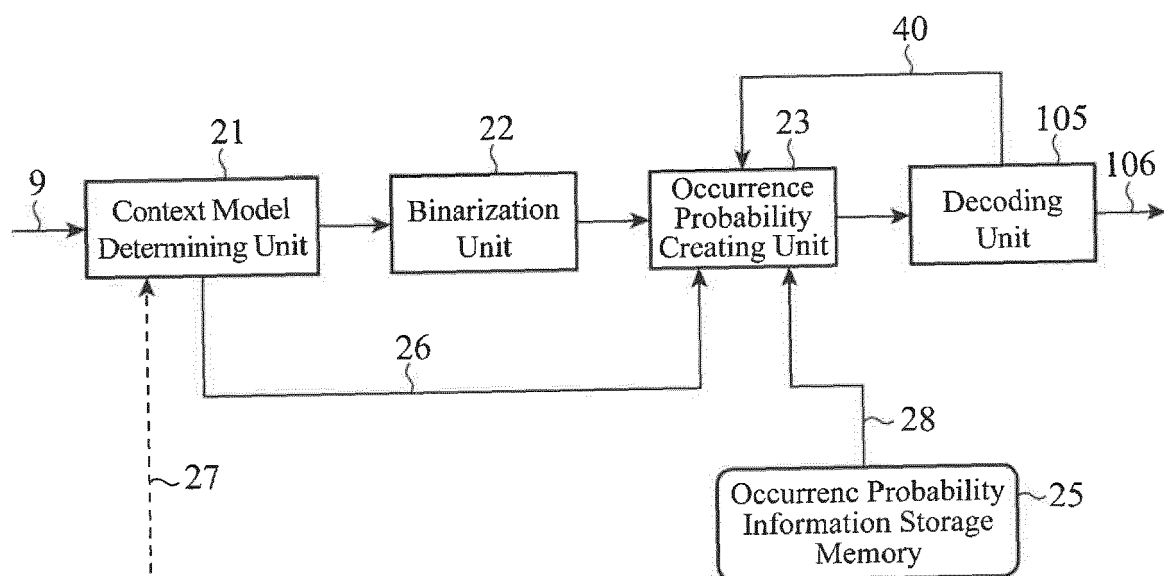 40
21
22
23
105
9
106
Context Model
Determining Unit
Binarization
Unit
Occurrence
Probability
Creating Unit
Decoding
Unit
26
27
28
Occurrenc Probability
Information Storage
Memory
25